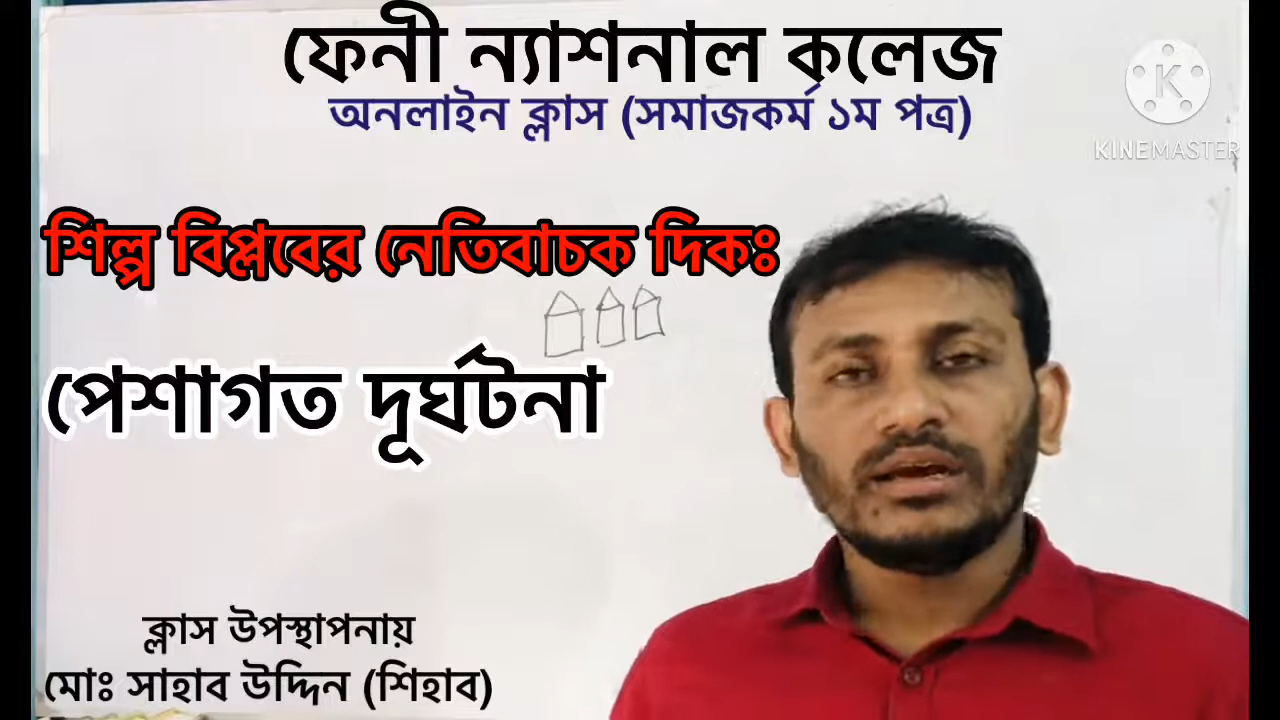 ফেনী ন্যাশনাল কলেজ
অনলাইন ক্লাস (সমাজকর্ম ১ম পত্র)
K
KINEMASTER
শিল্প বিপ্লবের নেতিবাচক দিকঃ
পেশাগত দূর্ঘটনা
ক্লাস উপস্থাপনায়
মোঃ সাহাব উদ্দিন (শিহাব)